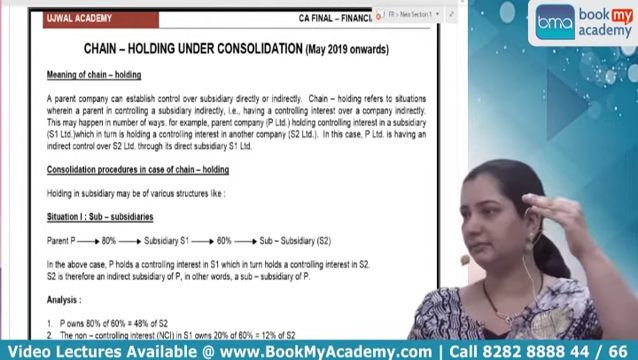 UJWAL ACADEMY
CA FINAL – FINANCI
FR > New Section 1
bma book my academy
CHAIN – HOLDING UNDER CONSOLIDATION (May 2019 onwards)
Meaning of chain – holding
A parent company can establish control over subsidiary directly or indirectly. Chain – holding refers to situations
wherein a parent in controlling a subsidiary indirectly, i.e., having a controlling interest over a company indirectly.
This may happen in number of ways. for example, parent company (P Ltd.) holding controlling interest in a subsidiary
(S1 Ltd.)which in turn is holding a controlling interest in another company (S2 Ltd.). In this case, P Ltd. is having an
indirect control over S2 Ltd. through its direct subsidiary S1 Ltd.
Consolidation procedures in case of chain – holding
Holding in subsidiary may be of various structures like :
Situation I : Sub – subsidiaries
Parent P → 80% → Subsidiary S1 → 60% → Sub – Subsidiary (S2)
In the above case, P holds a controlling interest in S1 which in turn holds a controlling interest in S2.
S2 is therefore an indirect subsidiary of P, in other words, a sub – subsidiary of P.
Analysis :
1. P owns 80% of 60% = 48% of S2
2. The non – controlling interest (NCI) in S1 owns 20% of 60% = 12% of S2
Video Lectures Available @ www.BookMyAcademy.com | Call 8282 8888 44 / 66